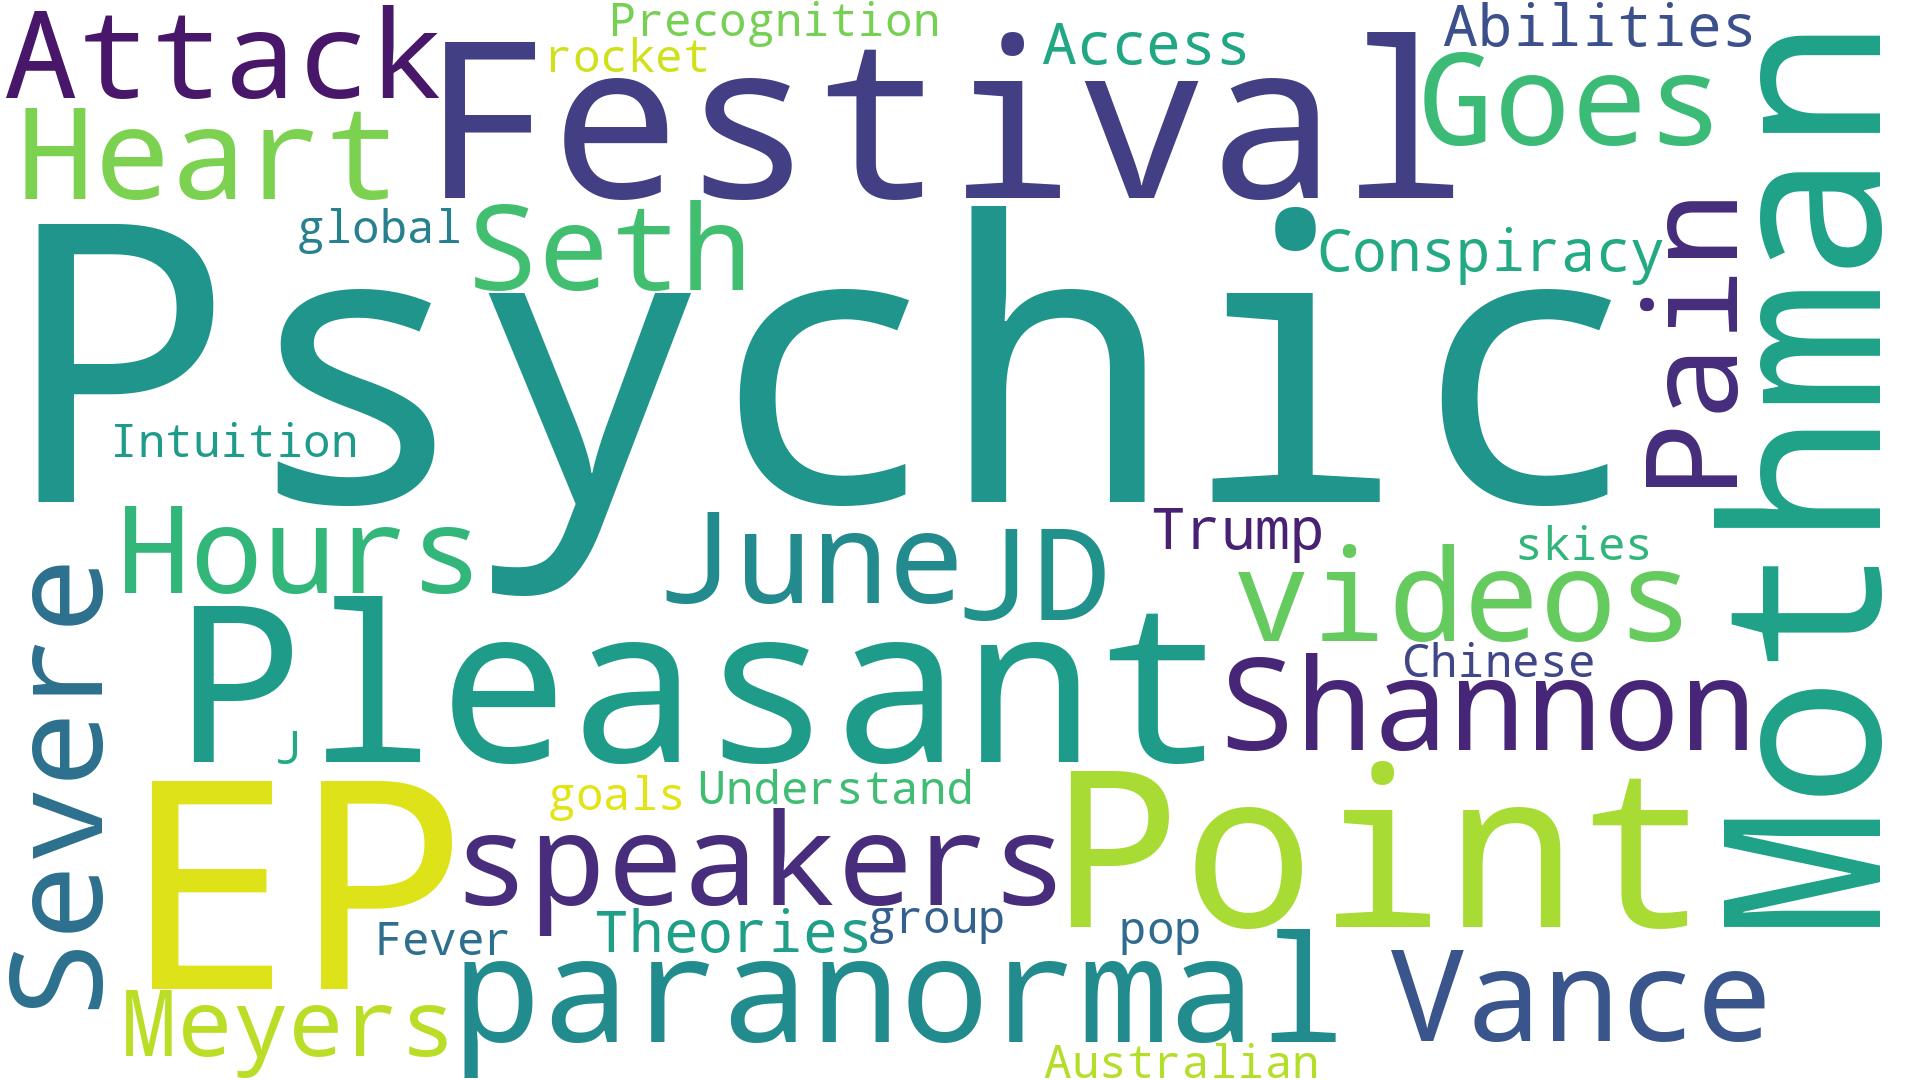 Attack
Precognition
rocket
Festival
Access
Abilities
Goes
Heart
global
Seth
Conspiracy
Pain
Mothman
Psychic
Intuition
Hours
June
JD
Trump
skies
videos
Severe
Pleasant
J
Chinese
Shannon
EP
goals
Understand
speakers
Point
Fever
Theories
group
pop
paranormal
Vance
Meyers
Australian